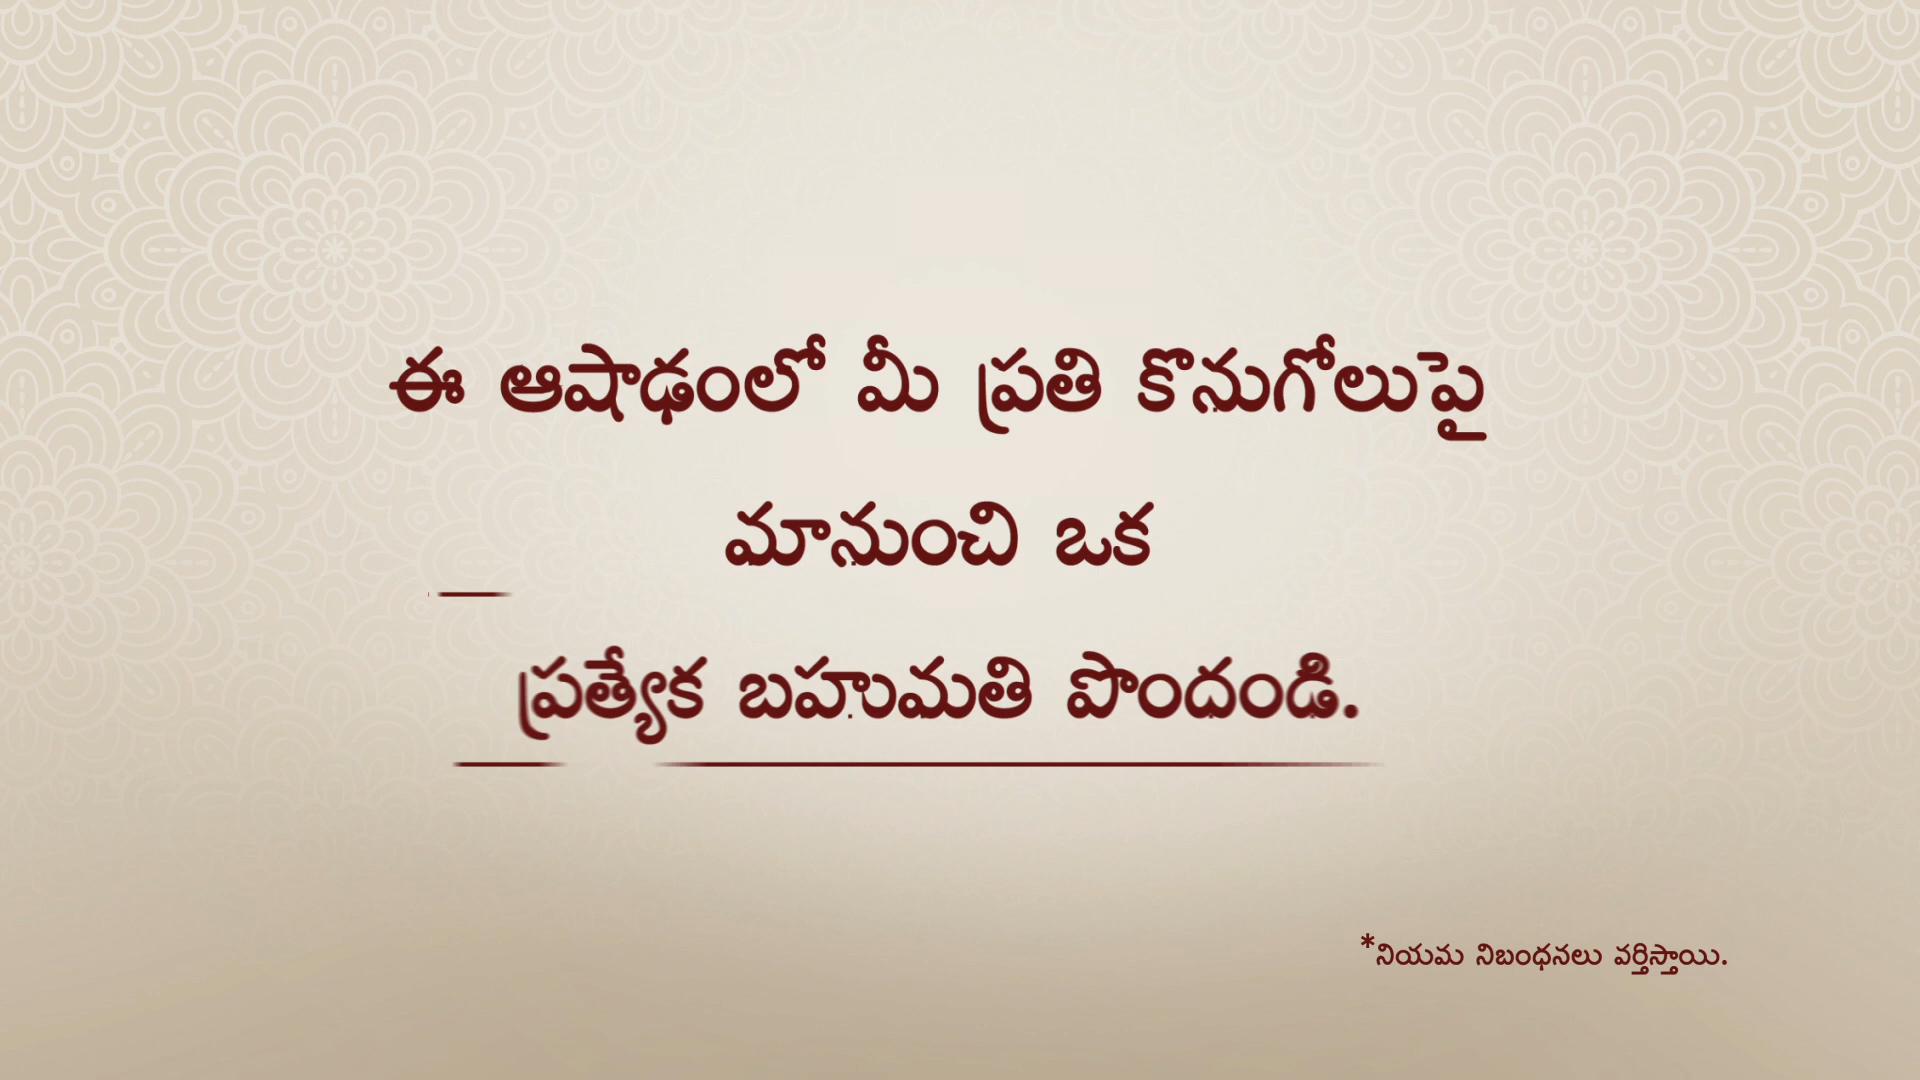 ఈ ఆషాఢంలో మీ ప్రతి కొనుగోలుపై
మానుంచి ఒక
ప్రత్యేక బహుమతి పొందండి.
*నియమ నిబంధనలు వర్తిస్తాయి.